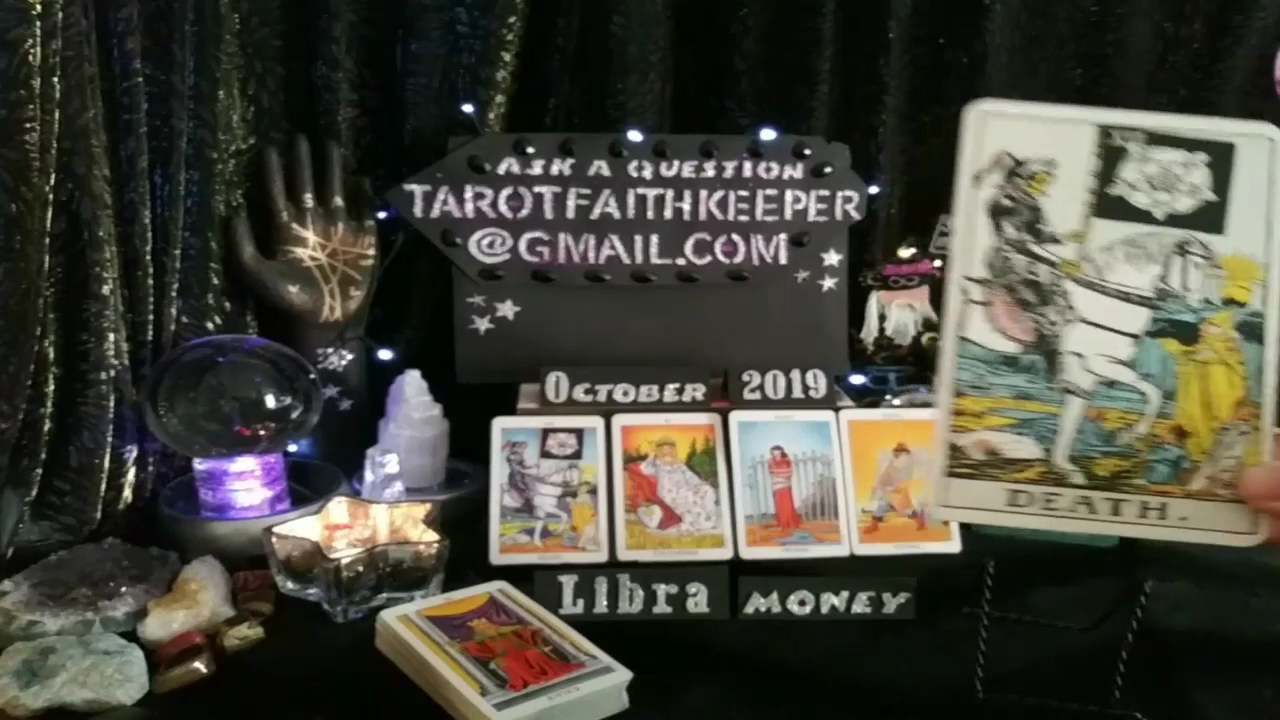 ASK A QUESTION
TAROTFAITHKEEPER
@GMAIL.COM
OCTOBER 2019
Libra MONEY
DEATH.